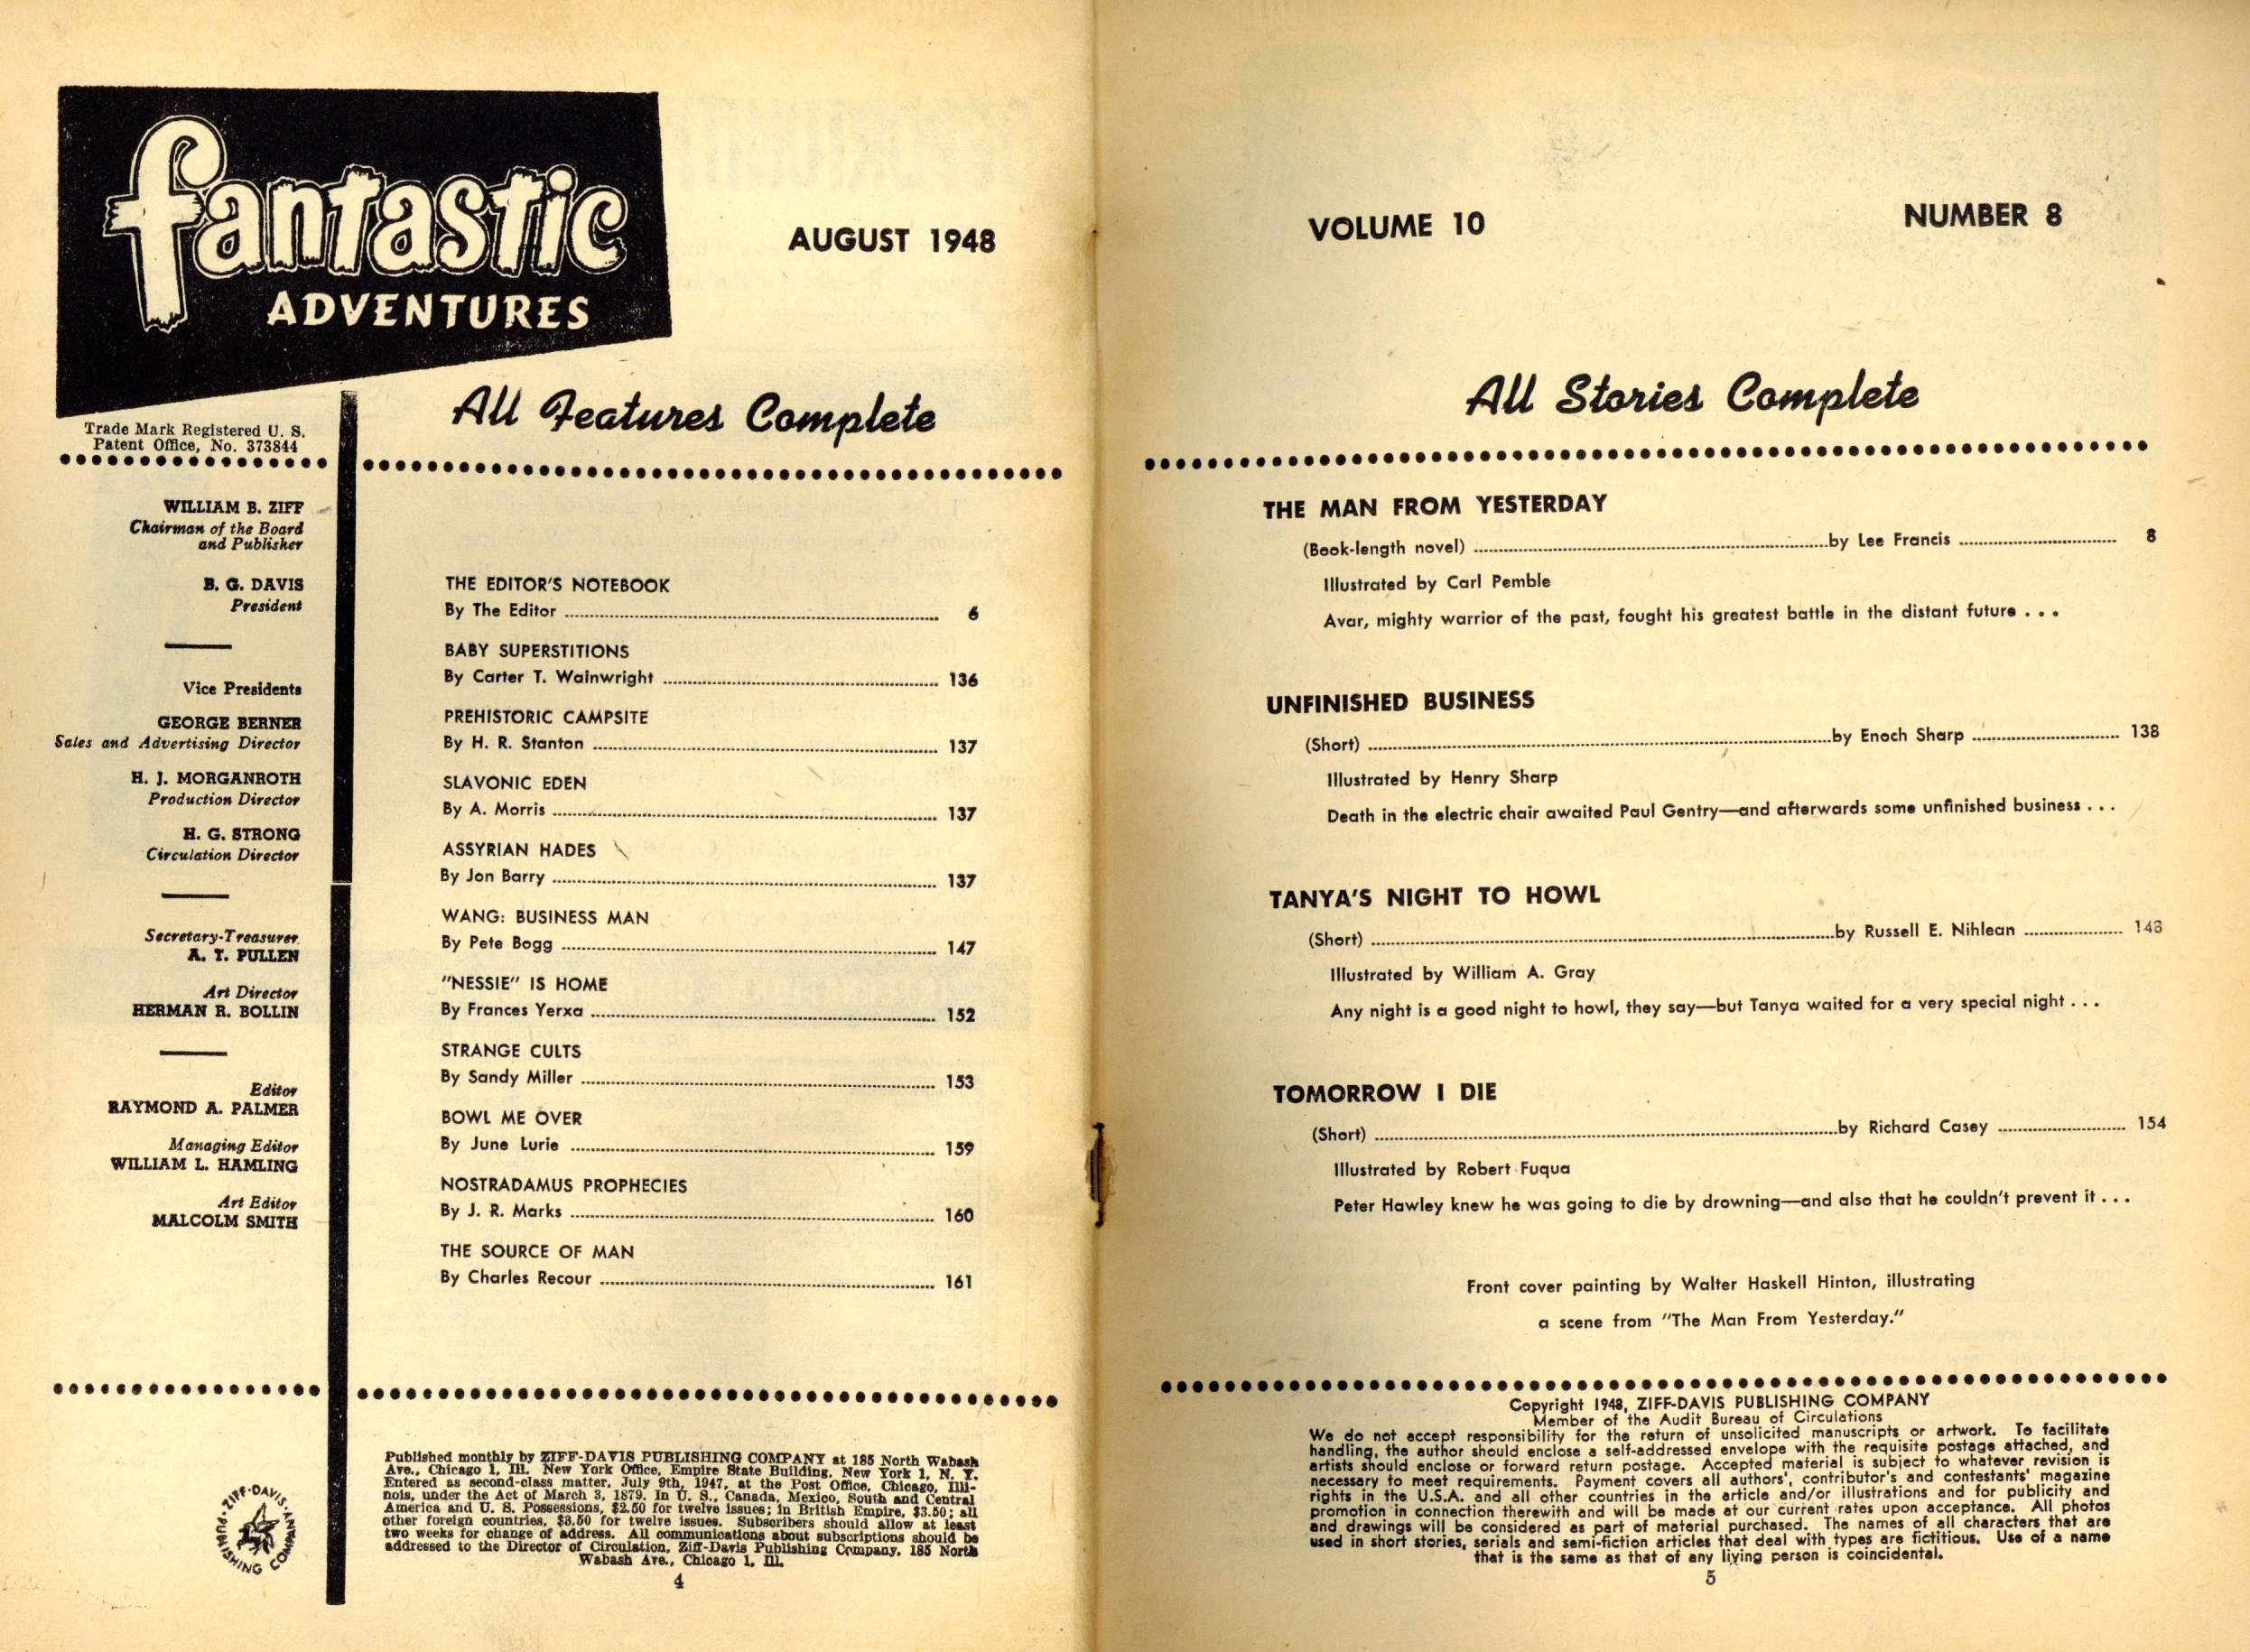 fantastic
ADVENTURES
AUGUST 1948
Trade Mark Registered U. S.
Patent Office, No. 373844
WILLIAM B. ZIFF
Chairman of the Board
and Publisher
B. G. DAVIS
President
Vice Presidents
GEORGE BERNER
Sales and Advertising Director
H. J. MORGANROTH
Production Director
H. G. STRONG
Circulation Director
Secretary-Treasurer
A. T. PULLEN
Art Director
HERMAN R. BOLLIN
Editor
RAYMOND A. PALMER
Managing Editor
WILLIAM L. HAMLING
Art Editor
MALCOLM SMITH
ZIFF-DAVIS PUBLISHING COMPANY
All Features Complete
THE EDITOR'S NOTEBOOK
By The Editor ........ 6
BABY SUPERSTITIONS
By Carter T. Wainwright ........ 136
PREHISTORIC CAMPSITE
By H. R. Stanton ........ 137
SLAVONIC EDEN
By A. Morris ........ 137
ASSYRIAN HADES
By Jon Barry ........ 137
WANG: BUSINESS MAN
By Pete Bogg ........ 147
"NESSIE" IS HOME
By Frances Yerxa ........ 152
STRANGE CULTS
By Sandy Miller ........ 153
BOWL ME OVER
By June Lurie ........ 159
NOSTRADAMUS PROPHECIES
By J. R. Marks ........ 160
THE SOURCE OF MAN
By Charles Recour ........ 161
Published monthly by ZIFF-DAVIS PUBLISHING COMPANY at 185 North Wabash
Ave., Chicago 1, Ill. New York Office, Empire State Building, New York 1, N. Y.
Entered as second-class matter, July 9th, 1947, at the Post Office, Chicago, Illi-
nois, under the Act of March 3, 1879. In U. S., Canada, Mexico, South and Central
America and U. S. Possessions, $2.50 for twelve issues; in British Empire, $3.50; all
other foreign countries, $3.50 for twelve issues. Subscribers should allow at least
two weeks for change of address. All communications about subscriptions should be
addressed to the Director of Circulation, Ziff-Davis Publishing Company, 185 North
Wabash Ave., Chicago 1, Ill.
4
VOLUME 10
NUMBER 8
All Stories Complete
THE MAN FROM YESTERDAY
(Book-length novel) ........by Lee Francis ........ 8
Illustrated by Carl Pemble
Avar, mighty warrior of the past, fought his greatest battle in the distant future . . .
UNFINISHED BUSINESS
(Short) ........by Enoch Sharp ........ 138
Illustrated by Henry Sharp
Death in the electric chair awaited Paul Gentry—and afterwards some unfinished business . . .
TANYA'S NIGHT TO HOWL
(Short) ........by Russell E. Nihlean ........ 148
Illustrated by William A. Gray
Any night is a good night to howl, they say—but Tanya waited for a very special night . . .
TOMORROW I DIE
(Short) ........by Richard Casey ........ 154
Illustrated by Robert Fuqua
Peter Hawley knew he was going to die by drowning—and also that he couldn't prevent it . . .
Front cover painting by Walter Haskell Hinton, illustrating
a scene from "The Man From Yesterday."
Copyright 1948, ZIFF-DAVIS PUBLISHING COMPANY
Member of the Audit Bureau of Circulations
We do not accept responsibility for the return of unsolicited manuscripts or artwork. To facilitate
handling, the author should enclose a self-addressed envelope with the requisite postage attached, and
artists should enclose or forward return postage. Accepted material is subject to whatever revision is
necessary to meet requirements. Payment covers all authors', contributor's and contestants' magazine
rights in the U.S.A. and all other countries in the article and/or illustrations and for publicity and
promotion in connection therewith and will be made at our current rates upon acceptance. All photos
and drawings will be considered as part of material purchased. The names of all characters that are
used in short stories, serials and semi-fiction articles that deal with types are fictitious. Use of a name
that is the same as that of any living person is coincidental.
5